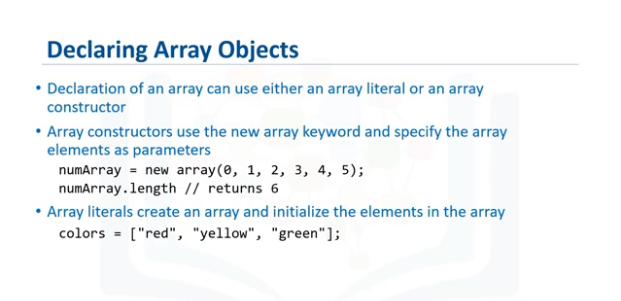 Declaring Array Objects
• Declaration of an array can use either an array literal or an array
constructor
• Array constructors use the new array keyword and specify the array
elements as parameters
numArray = new array(0, 1, 2, 3, 4, 5);
numArray.length // returns 6
• Array literals create an array and initialize the elements in the array
colors = ["red", "yellow", "green"];